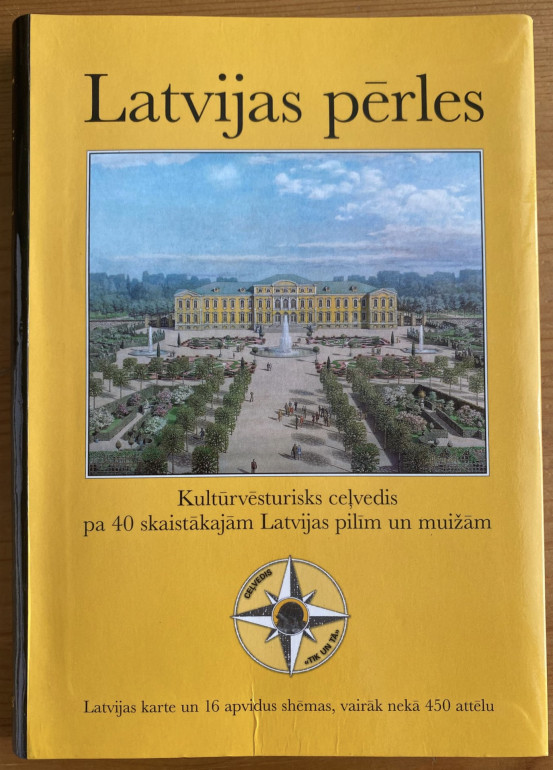 Latvijas pērles
Kultūrvēsturisks ceļvedis
pa 40 skaistākajām Latvijas pilīm un muižām
CEĻVEDIS
«TIK UN TĀ»
Latvijas karte un 16 apvidus shēmas, vairāk nekā 450 attēlu